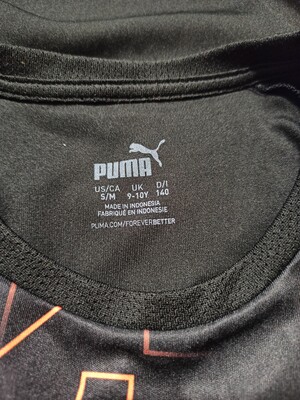 PUMA
US/CA UK D/I
S/M 9-10Y 140
MADE IN INDONESIA
FABRIQUÉ EN INDONESIE
PUMA.COM/FOREVERBETTER